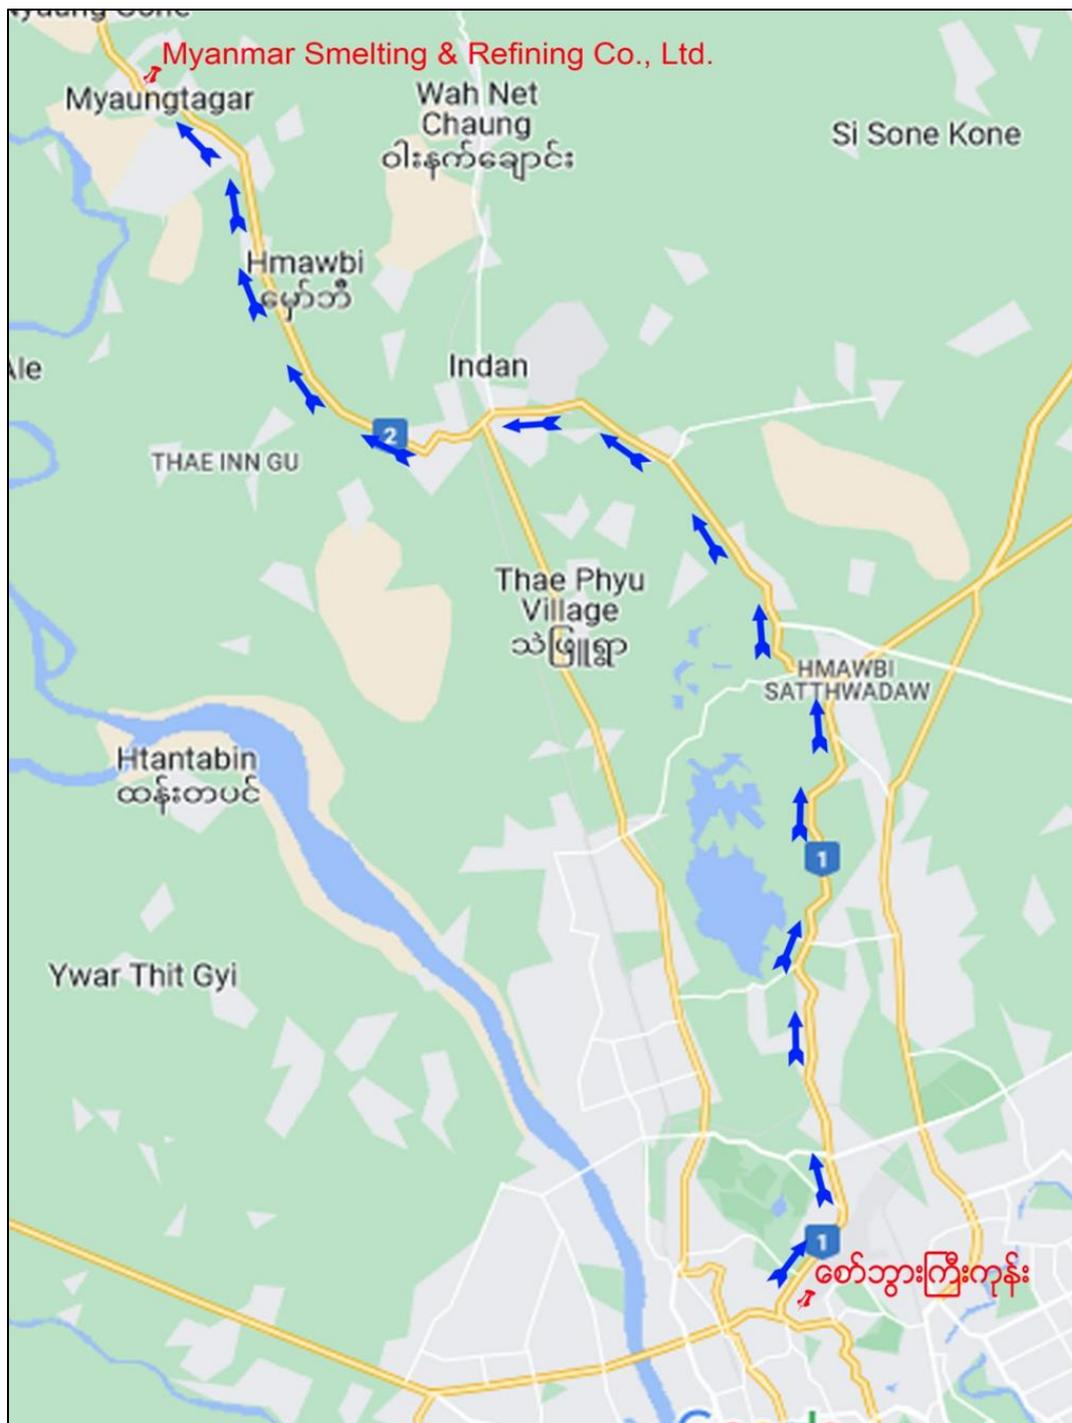 Myanmar Smelting & Refining Co., Ltd.
Myaungtagar
Wah Net
Chaung
ဝါးနက်ချောင်း
Si Sone Kone
Hmawbi
မှော်ဘီ
Indan
2
THAE INN GU
Thae Phyu
Village
သဲဖြူရွာ
HMAWBI
SATTHWADAW
Htantabin
ထန်းတပင်
1
Ywar Thit Gyi
1
စော်ဘွားကြီးကုန်း